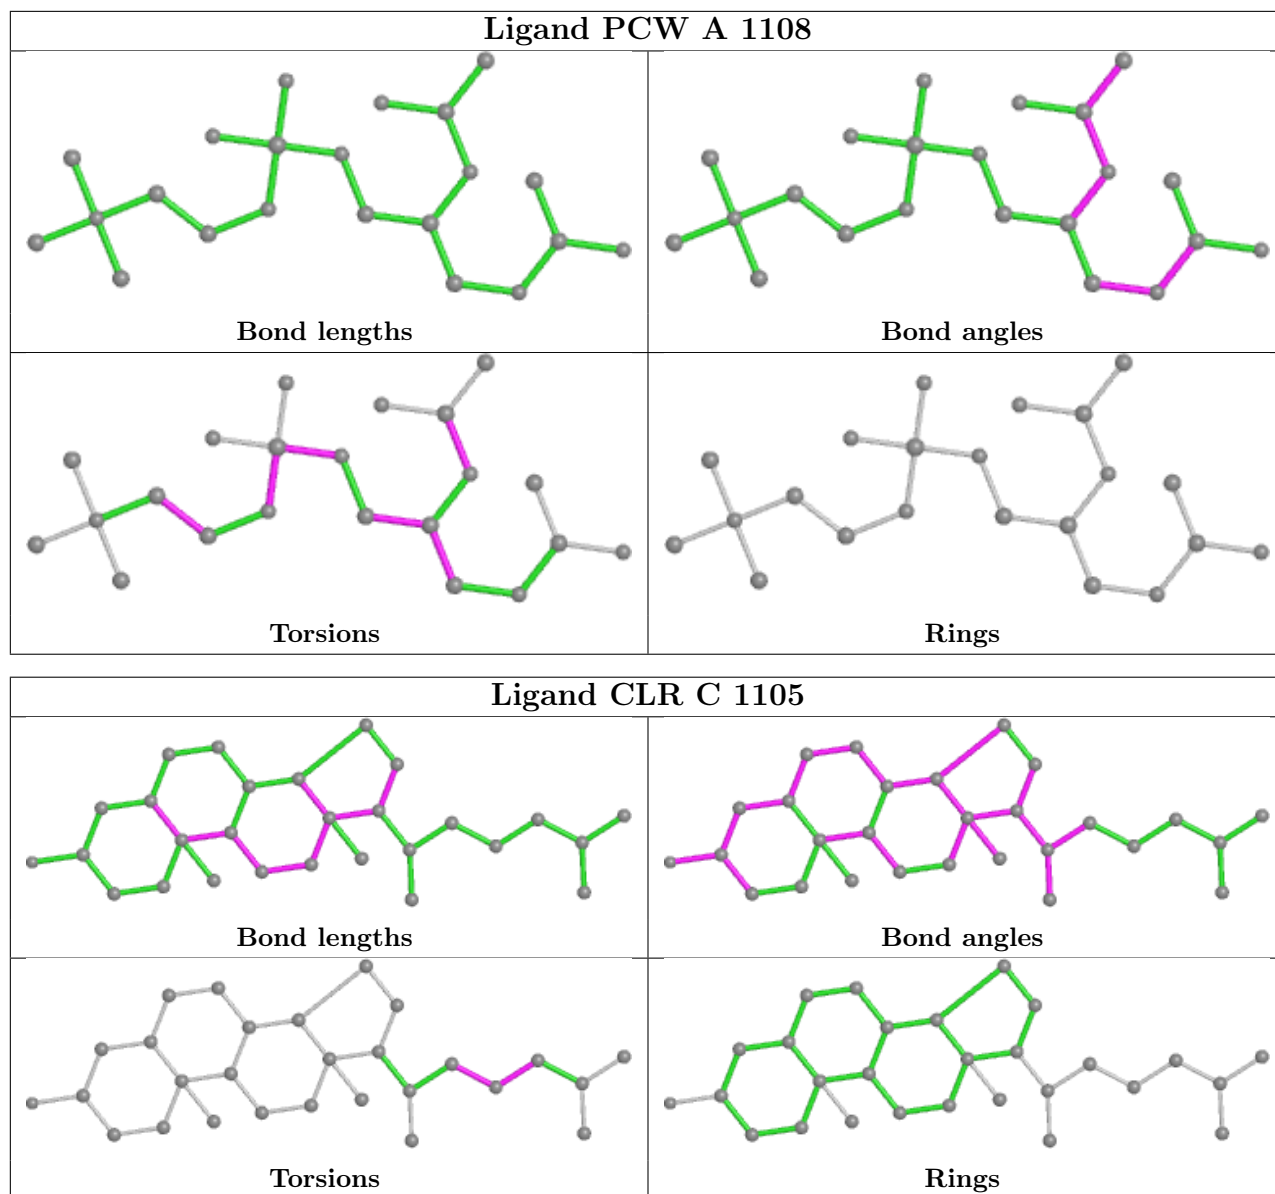 Ligand PCW A 1108
Bond lengths
Bond angles
Torsions
Rings
Ligand CLR C 1105
Bond lengths
Bond angles
Torsions
Rings